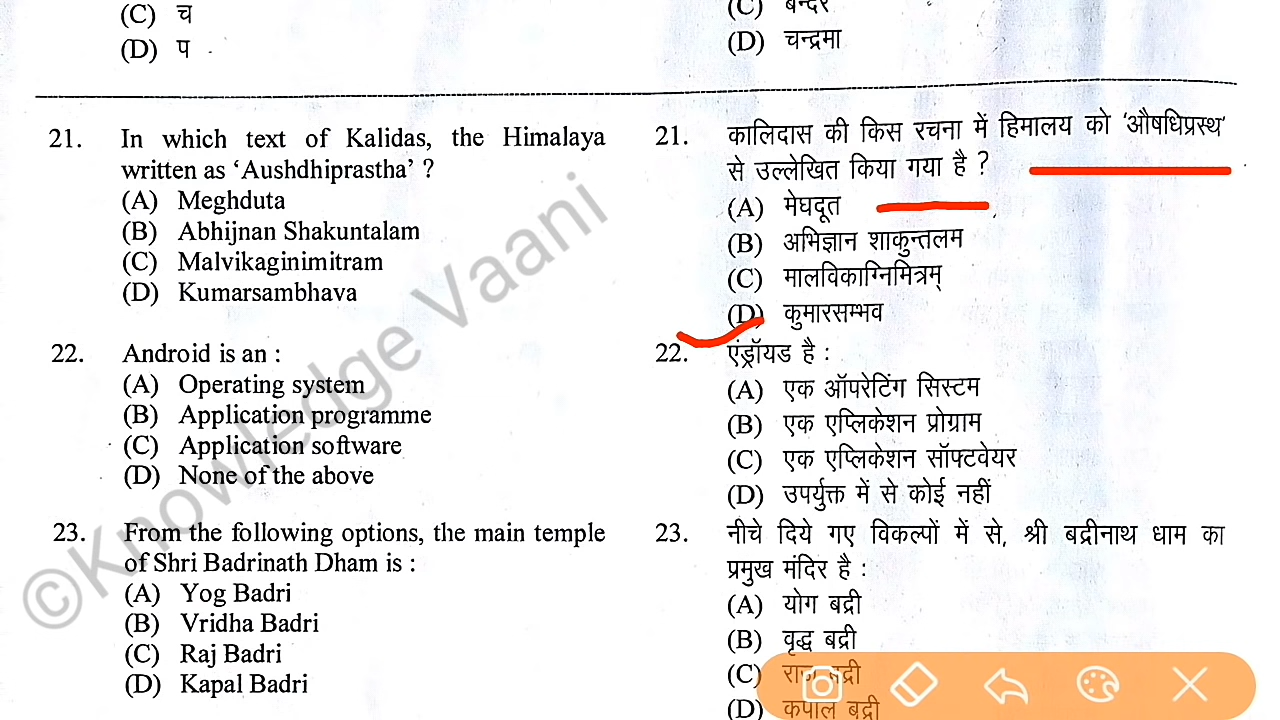 (C) च
(D) प
(C) बन्दर
(D) चन्द्रमा
21. In which text of Kalidas, the Himalaya
written as ‘Aushdhiprastha’ ?
(A) Meghduta
(B) Abhijnan Shakuntalam
(C) Malvikaginimitram
(D) Kumarsambhava
22. Android is an :
(A) Operating system
(B) Application programme
(C) Application software
(D) None of the above
23. From the following options, the main temple
of Shri Badrinath Dham is :
(A) Yog Badri
(B) Vridha Badri
(C) Raj Badri
(D) Kapal Badri
21. कालिदास की किस रचना में हिमालय को ‘औषधिप्रस्थ’
से उल्लेखित किया गया है ?
(A) मेघदूत
(B) अभिज्ञान शाकुन्तलम
(C) मालविकाग्निमित्रम्
(D) कुमारसम्भव
22. एंड्रॉयड है :
(A) एक ऑपरेटिंग सिस्टम
(B) एक एप्लिकेशन प्रोग्राम
(C) एक एप्लिकेशन सॉफ्टवेयर
(D) उपर्युक्त में से कोई नहीं
23. नीचे दिये गए विकल्पों में से, श्री बद्रीनाथ धाम का
प्रमुख मंदिर है :
(A) योग बद्री
(B) वृद्ध बद्री
(C) राज बद्री
(D) कपाल बद्री
©Knowledge Vaani